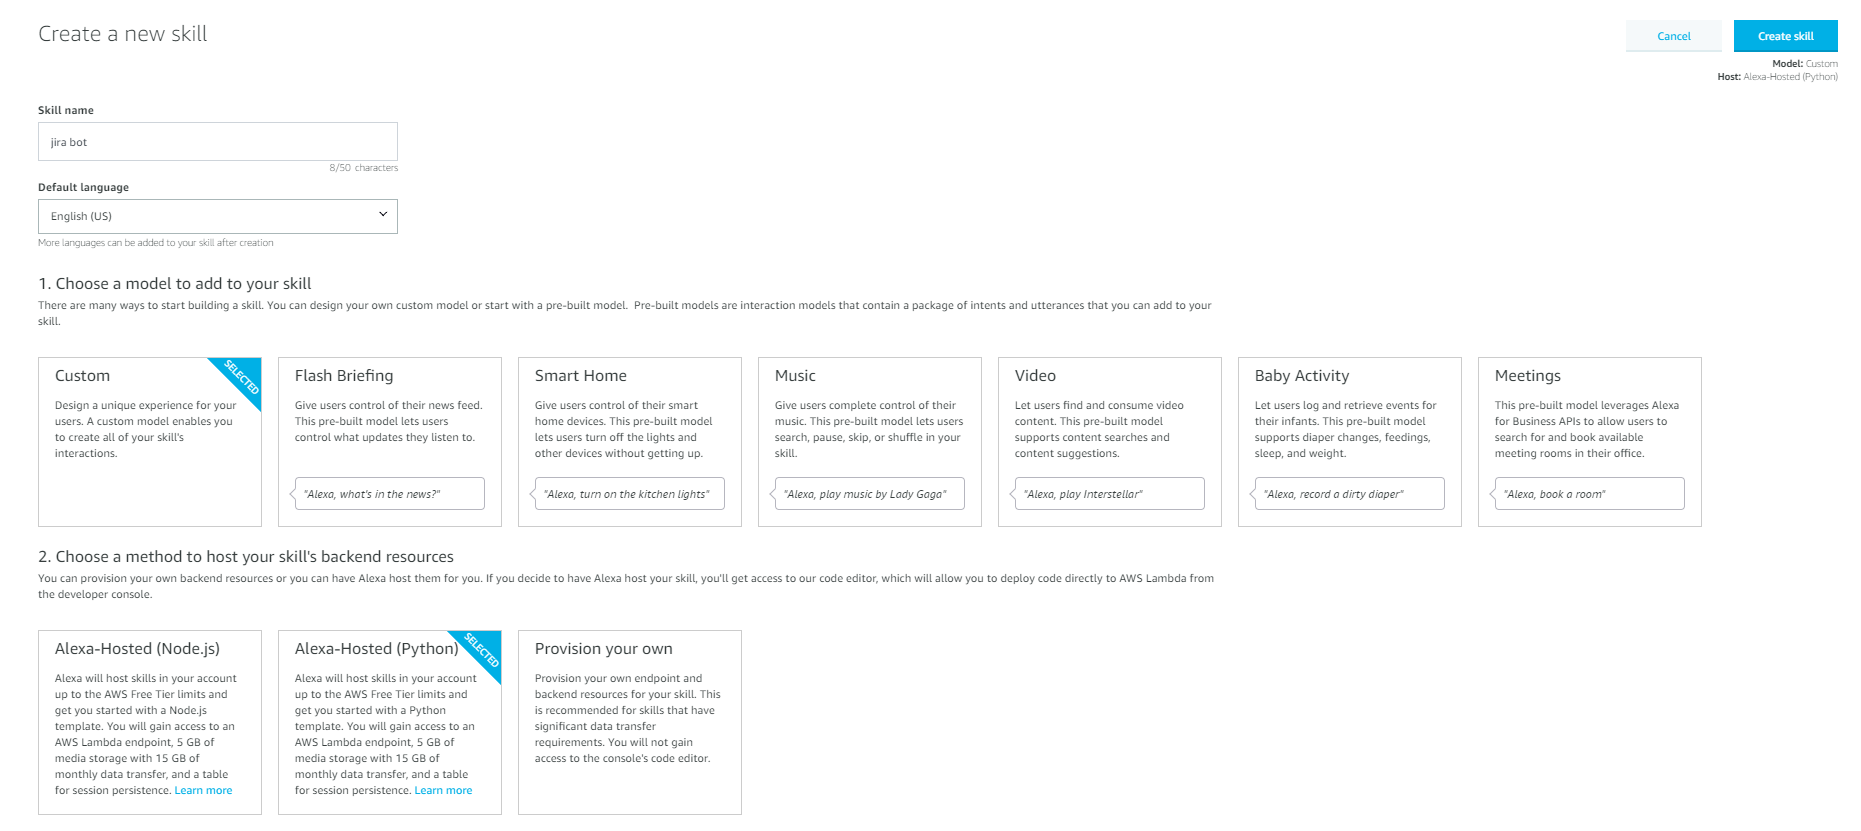 Create a new skill
Cancel
Create skill
Model: Custom
Host: Alexa-Hosted (Python)
Skill name
jira bot
8/50 characters
Default language
English (US)
More languages can be added to your skill after creation
1. Choose a model to add to your skill
There are many ways to start building a skill. You can design your own custom model or start with a pre-built model. Pre-built models are interaction models that contain a package of intents and utterances that you can add to your
skill.
Custom
SELECTED
Design a unique experience for your
users. A custom model enables you
to create all of your skill's
interactions.
Flash Briefing
Give users control of their news feed.
This pre-built model lets users
control what updates they listen to.
"Alexa, what's in the news?"
Smart Home
Give users control of their smart
home devices. This pre-built model
lets users turn off the lights and
other devices without getting up.
"Alexa, turn on the kitchen lights"
Music
Give users complete control of their
music. This pre-built model lets users
search, pause, skip, or shuffle in your
skill.
"Alexa, play music by Lady Gaga"
Video
Let users find and consume video
content. This pre-built model
supports content searches and
content suggestions.
"Alexa, play Interstellar"
Baby Activity
Let users log and retrieve events for
their infants. This pre-built model
supports diaper changes, feedings,
sleep, and weight.
"Alexa, record a dirty diaper"
Meetings
This pre-built model leverages Alexa
for Business APIs to allow users to
search for and book available
meeting rooms in their office.
"Alexa, book a room"
2. Choose a method to host your skill's backend resources
You can provision your own backend resources or you can have Alexa host them for you. If you decide to have Alexa host your skill, you'll get access to our code editor, which will allow you to deploy code directly to AWS Lambda from
the developer console.
Alexa-Hosted (Node.js)
Alexa will host skills in your account
up to the AWS Free Tier limits and
get you started with a Node.js
template. You will gain access to an
AWS Lambda endpoint, 5 GB of
media storage with 15 GB of
monthly data transfer, and a table
for session persistence. Learn more
Alexa-Hosted (Python)
SELECTED
Alexa will host skills in your account
up to the AWS Free Tier limits and
get you started with a Python
template. You will gain access to an
AWS Lambda endpoint, 5 GB of
media storage with 15 GB of
monthly data transfer, and a table
for session persistence. Learn more
Provision your own
Provision your own endpoint and
backend resources for your skill. This
is recommended for skills that have
significant data transfer
requirements. You will not gain
access to the console's code editor.